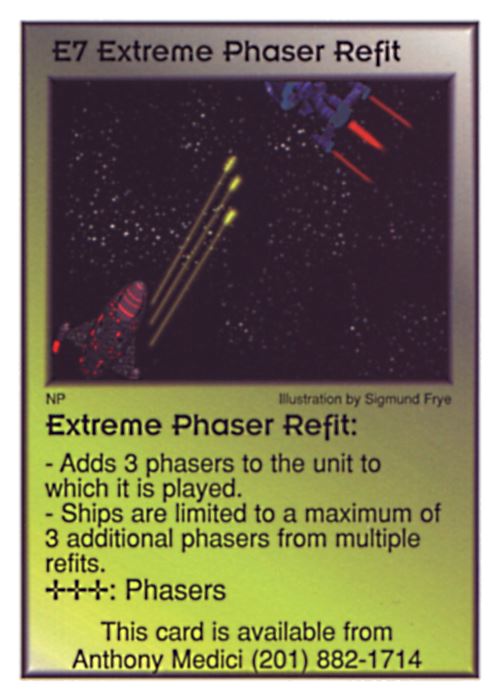 E7 Extreme Phaser Refit
NP
Illustration by Sigmund Frye
Extreme Phaser Refit:
- Adds 3 phasers to the unit to
which it is played.
- Ships are limited to a maximum of
3 additional phasers from multiple
refits.
✛✛✛: Phasers
This card is available from
Anthony Medici (201) 882-1714